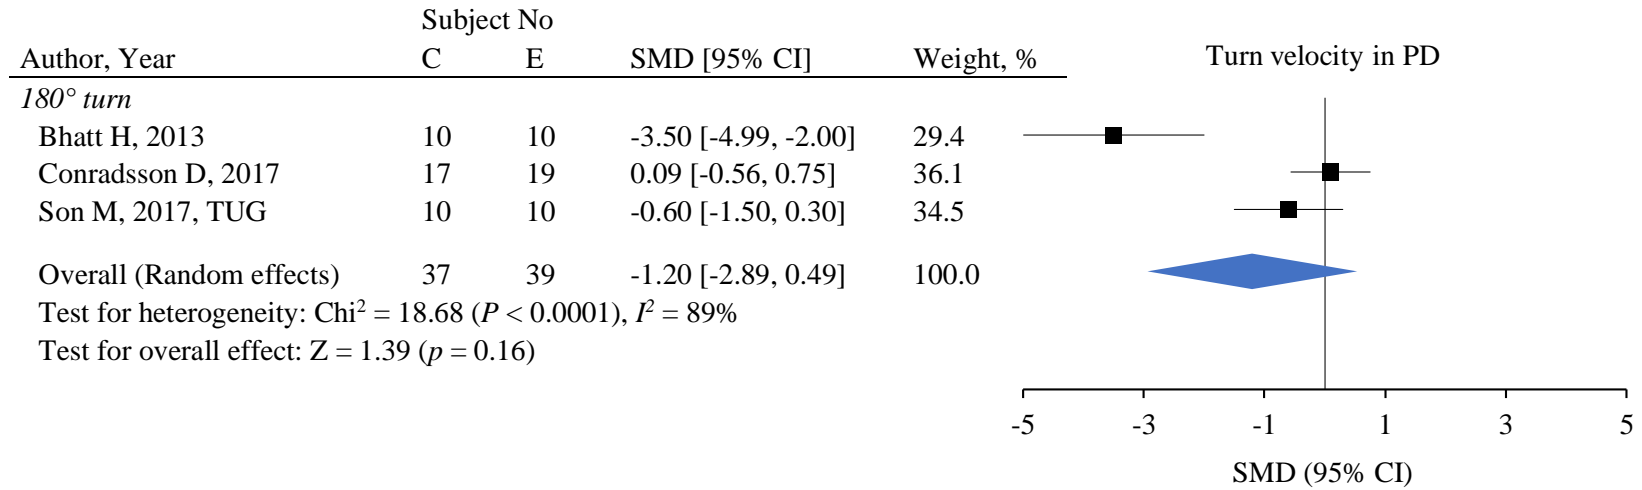 Subject No
Author, Year C E SMD [95% CI] Weight, % Turn velocity in PD
180° turn
Bhatt H, 2013 10 10 -3.50 [-4.99, -2.00] 29.4
Conradsson D, 2017 17 19 0.09 [-0.56, 0.75] 36.1
Son M, 2017, TUG 10 10 -0.60 [-1.50, 0.30] 34.5
Overall (Random effects) 37 39 -1.20 [-2.89, 0.49] 100.0
Test for heterogeneity: Chi² = 18.68 (P < 0.0001), I² = 89%
Test for overall effect: Z = 1.39 (p = 0.16)
-5 -3 -1 1 3 5
SMD (95% CI)